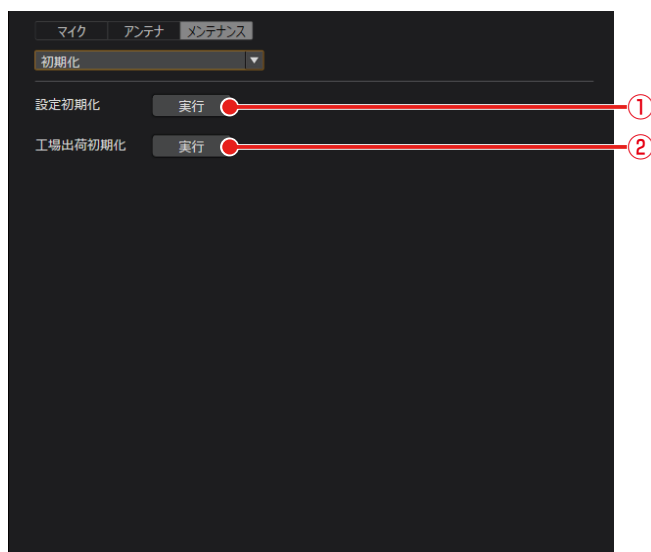 マイク アンテナ メンテナンス
初期化
設定初期化 実行 ①
工場出荷初期化 実行 ②